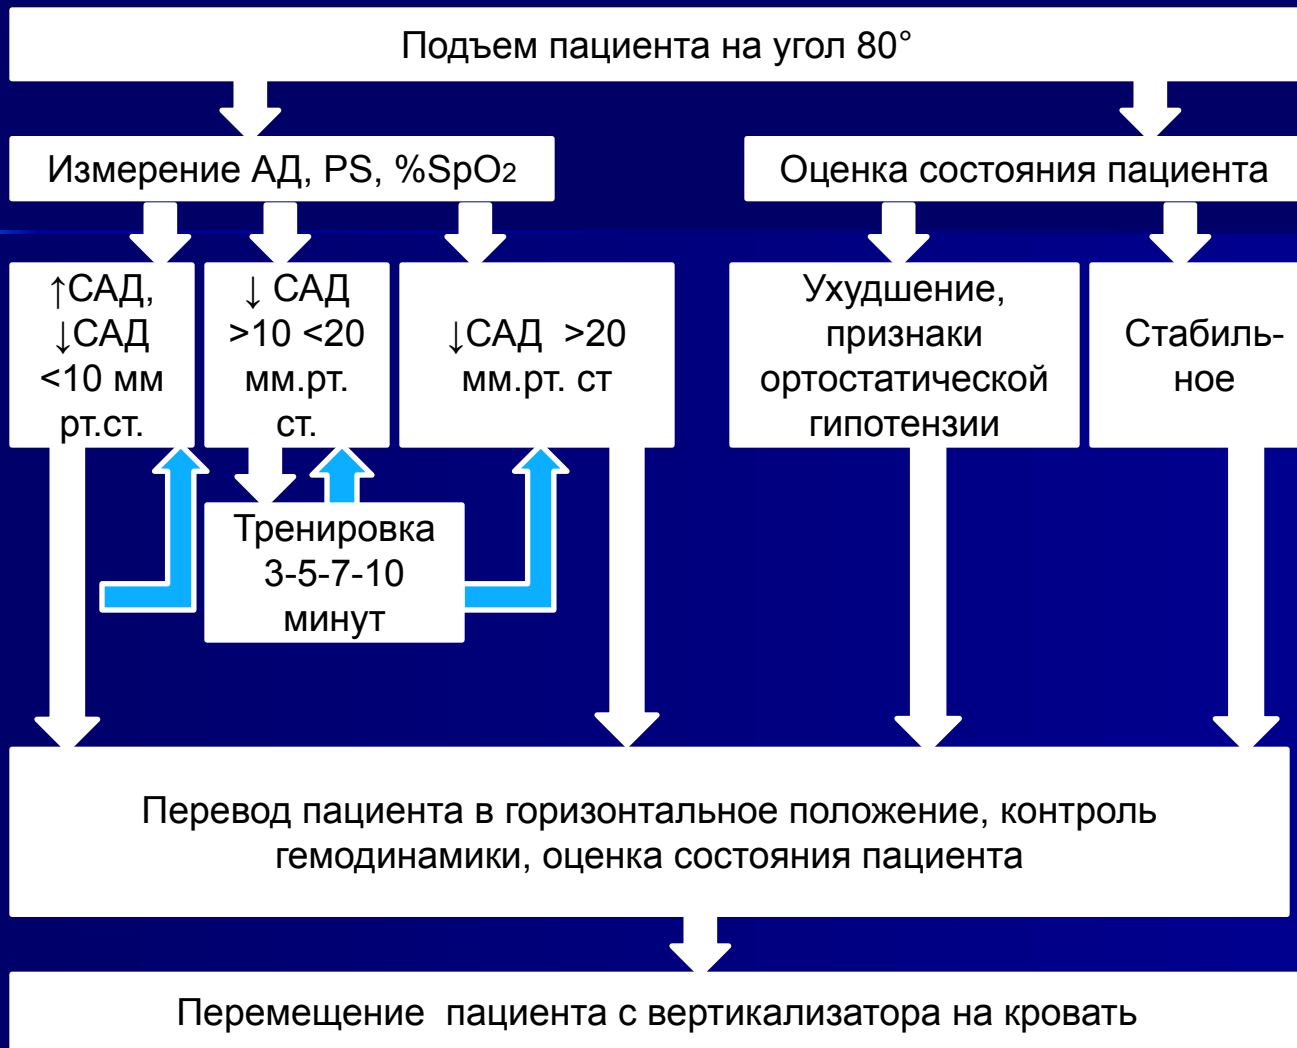 Подъем пациента на угол 80°
Измерение АД, PS, %SpO2
Оценка состояния пациента
↑САД,
↓САД
<10 мм
рт.ст.
↓ САД
>10 <20
мм.рт.
ст.
↓САД >20
мм.рт. ст
Ухудшение,
признаки
ортостатической
гипотензии
Стабиль-
ное
Тренировка
3-5-7-10
минут
Перевод пациента в горизонтальное положение, контроль
гемодинамики, оценка состояния пациента
Перемещение пациента с вертикализатора на кровать